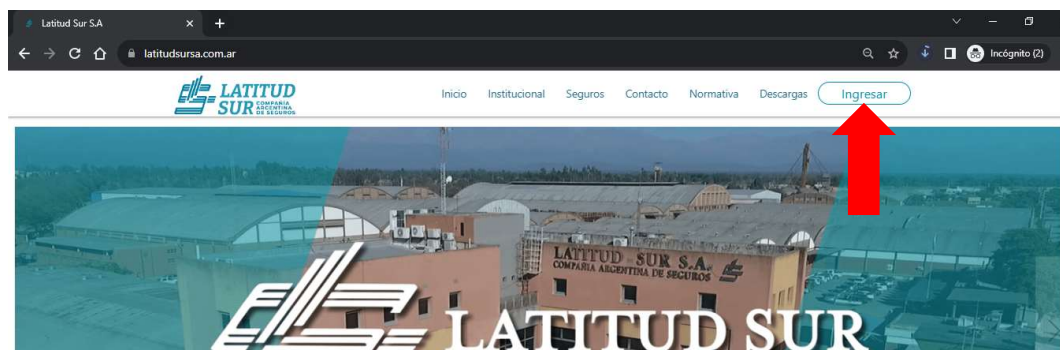 Latitud Sur S.A
latitudsursa.com.ar
Incógnito (2)
LATITUD
SUR COMPAÑIA ARGENTINA DE SEGUROS
Inicio Institucional Seguros Contacto Normativa Descargas Ingresar
LATITUD - SUR S.A.
COMPAÑIA ARGENTINA DE SEGUROS
LATITUD SUR